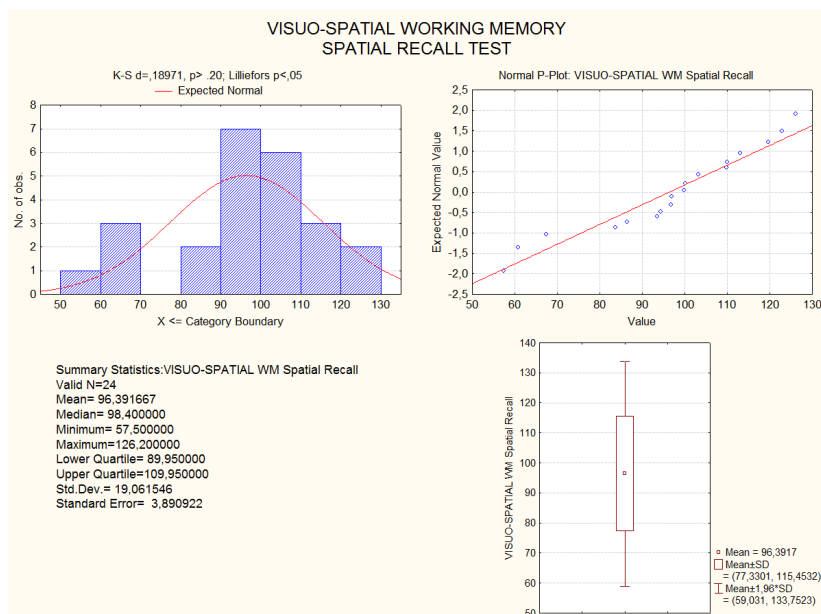 VISUO-SPATIAL WORKING MEMORY
SPATIAL RECALL TEST
K-S d=,18971, p> .20; Lilliefors p<,05
Expected Normal
8
7
6
5
4
3
2
1
0
No. of obs.
50 60 70 80 90 100 110 120 130
X <= Category Boundary
Normal P-Plot: VISUO-SPATIAL WM Spatial Recall
2,5
2,0
1,5
1,0
0,5
0,0
-0,5
-1,0
-1,5
-2,0
-2,5
Expected Normal Value
50 60 70 80 90 100 110 120 130
Value
Summary Statistics:VISUO-SPATIAL WM Spatial Recall
Valid N=24
Mean= 96,391667
Median= 98,400000
Minimum= 57,500000
Maximum=126,200000
Lower Quartile= 89,950000
Upper Quartile=109,950000
Std.Dev.= 19,061546
Standard Error= 3,890922
140
130
120
110
100
90
80
70
60
50
VISUO-SPATIAL WM Spatial Recall
Mean = 96,3917
Mean±SD
= (77,3301, 115,4532)
Mean±1,96*SD
= (59,031, 133,7523)